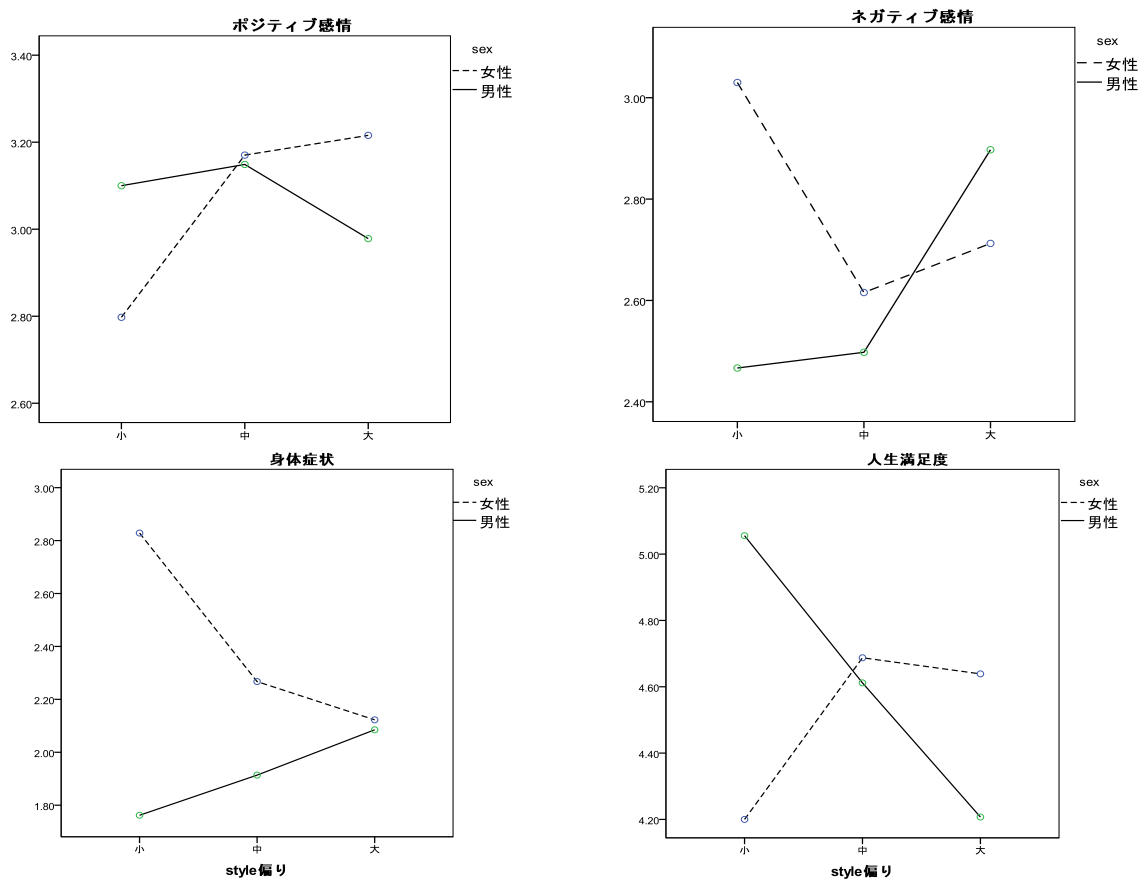 ポジティブ感情
3.40
3.20
3.00
2.80
2.60
小
中
大
sex
女性
男性
ネガティブ感情
3.00
2.80
2.60
2.40
小
中
大
sex
女性
男性
身体症状
3.00
2.80
2.60
2.40
2.20
2.00
1.80
小
中
大
style偏り
sex
女性
男性
人生満足度
5.20
5.00
4.80
4.60
4.40
4.20
小
中
大
style偏り
sex
女性
男性